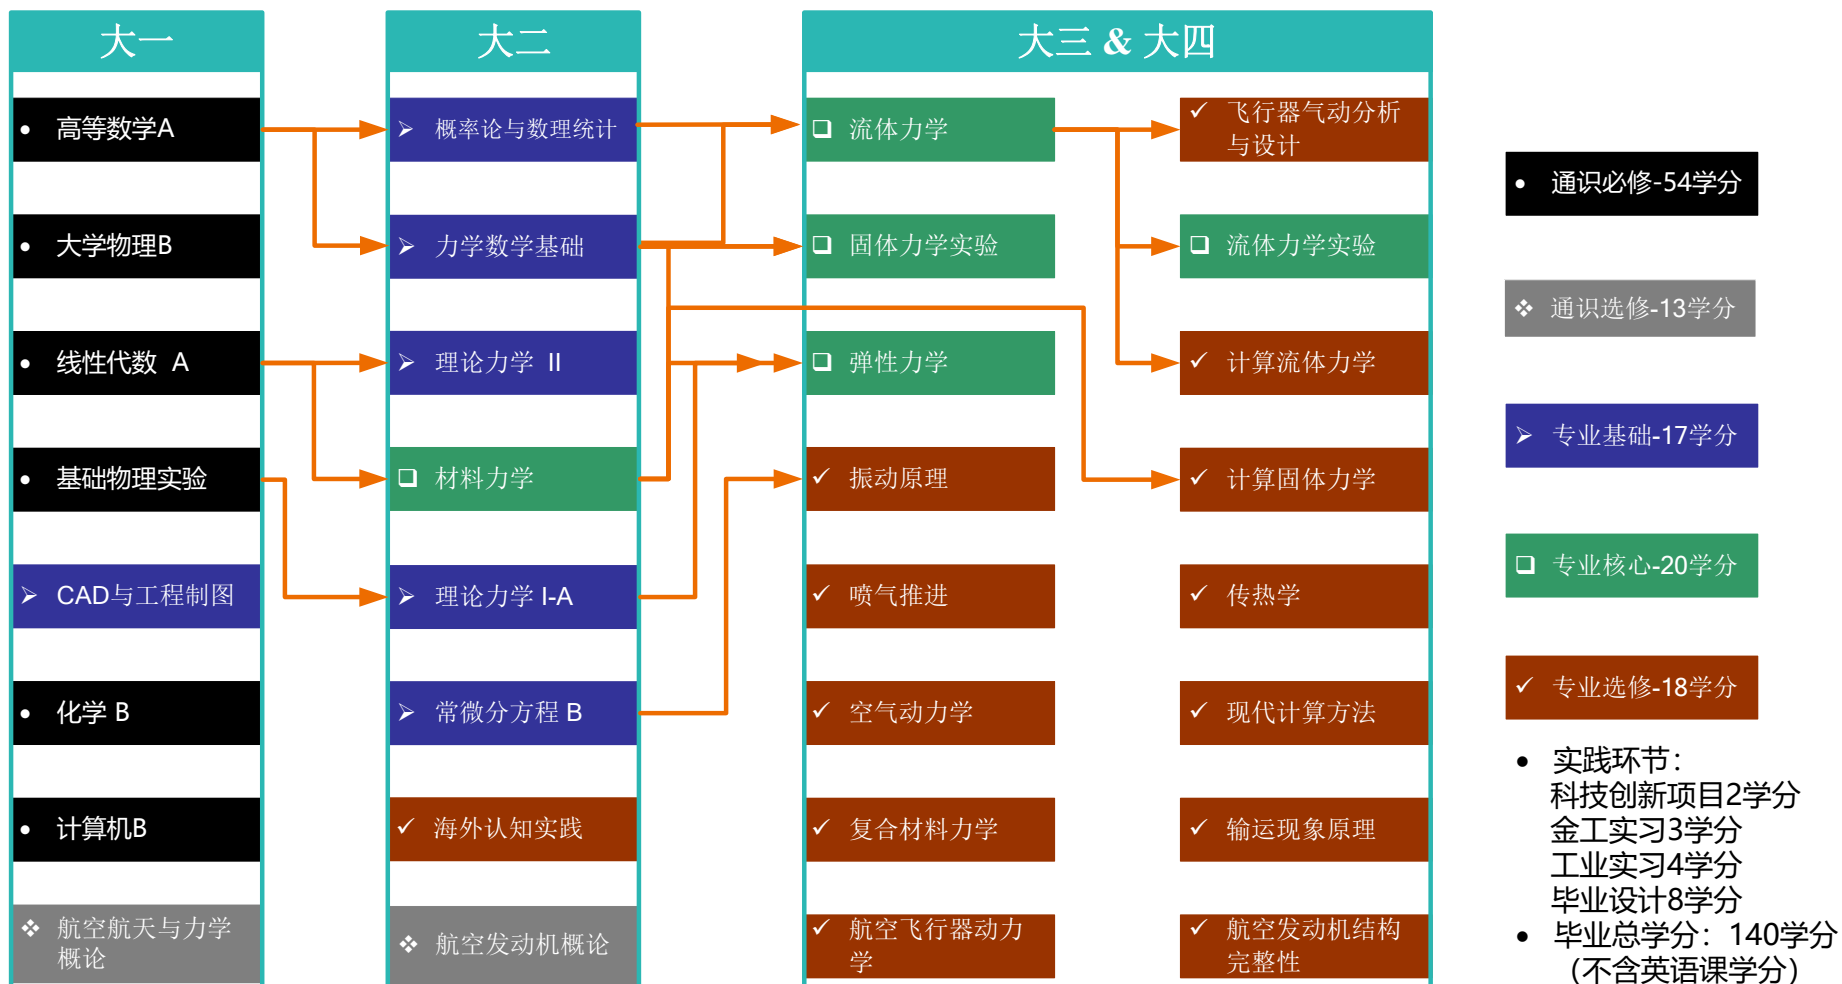 大一
• 高等数学A
• 大学物理B
• 线性代数 A
• 基础物理实验
➢ CAD与工程制图
• 化学 B
• 计算机B
❖ 航空航天与力学
概论
大二
➢ 概率论与数理统计
➢ 力学数学基础
➢ 理论力学 II
❑ 材料力学
➢ 理论力学 I-A
➢ 常微分方程 B
✓ 海外认知实践
❖ 航空发动机概论
大三 & 大四
❑ 流体力学
❑ 固体力学实验
❑ 弹性力学
✓ 振动原理
✓ 喷气推进
✓ 空气动力学
✓ 复合材料力学
✓ 航空飞行器动力
学
✓ 飞行器气动分析
与设计
❑ 流体力学实验
✓ 计算流体力学
✓ 计算固体力学
✓ 传热学
✓ 现代计算方法
✓ 输运现象原理
✓ 航空发动机结构
完整性
• 通识必修-54学分
❖ 通识选修-13学分
➢ 专业基础-17学分
❑ 专业核心-20学分
✓ 专业选修-18学分
• 实践环节：
科技创新项目2学分
金工实习3学分
工业实习4学分
毕业设计8学分
• 毕业总学分：140学分
（不含英语课学分）